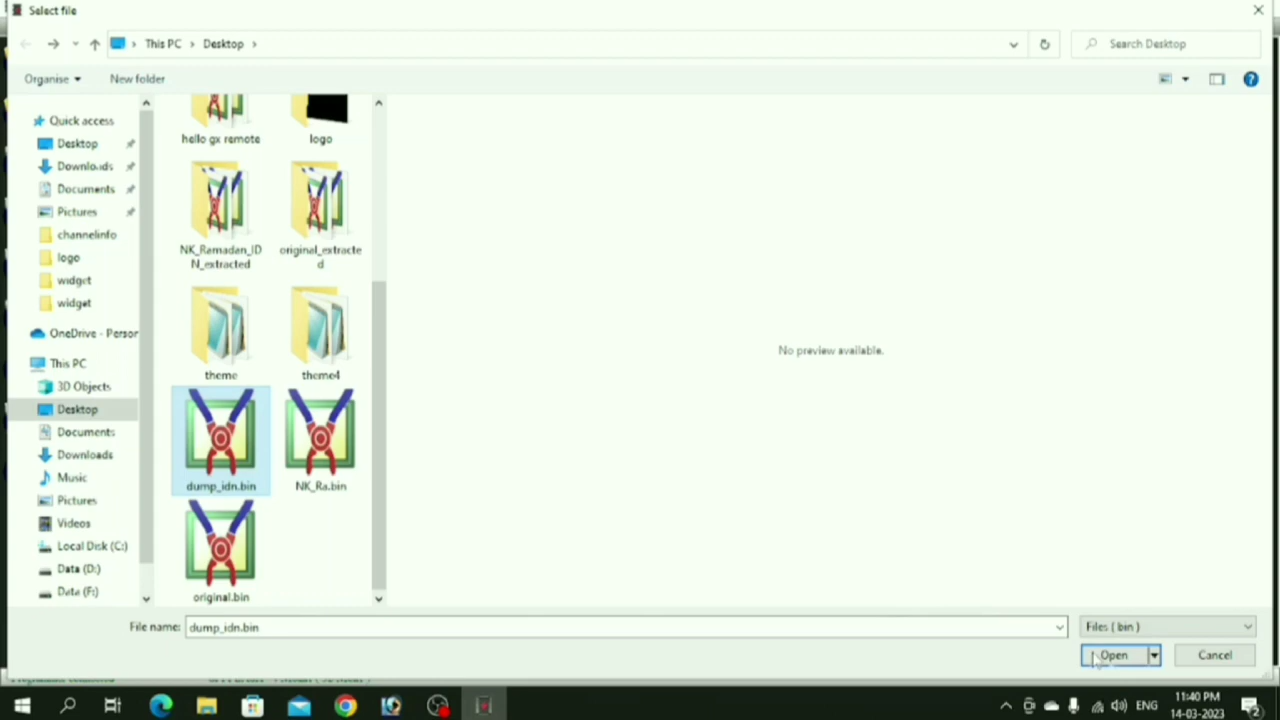 Select file
This PC
Desktop
Search Desktop
Organise
New folder
Quick access
Desktop
Downloads
Documents
Pictures
channelinfo
logo
widget
widget
OneDrive - Person
This PC
3D Objects
Desktop
Documents
Downloads
Music
Pictures
Videos
Local Disk (C:)
Data (D:)
Data (F:)
hello gx remote
logo
NK_Ramadan_ID
N_extracted
original_extracte
d
theme
theme4
dump_idn.bin
NK_Ra.bin
original.bin
No preview available.
File name:
dump_idn.bin
Files ( bin )
Open
Cancel
ENG
11:40 PM
14-03-2023
2